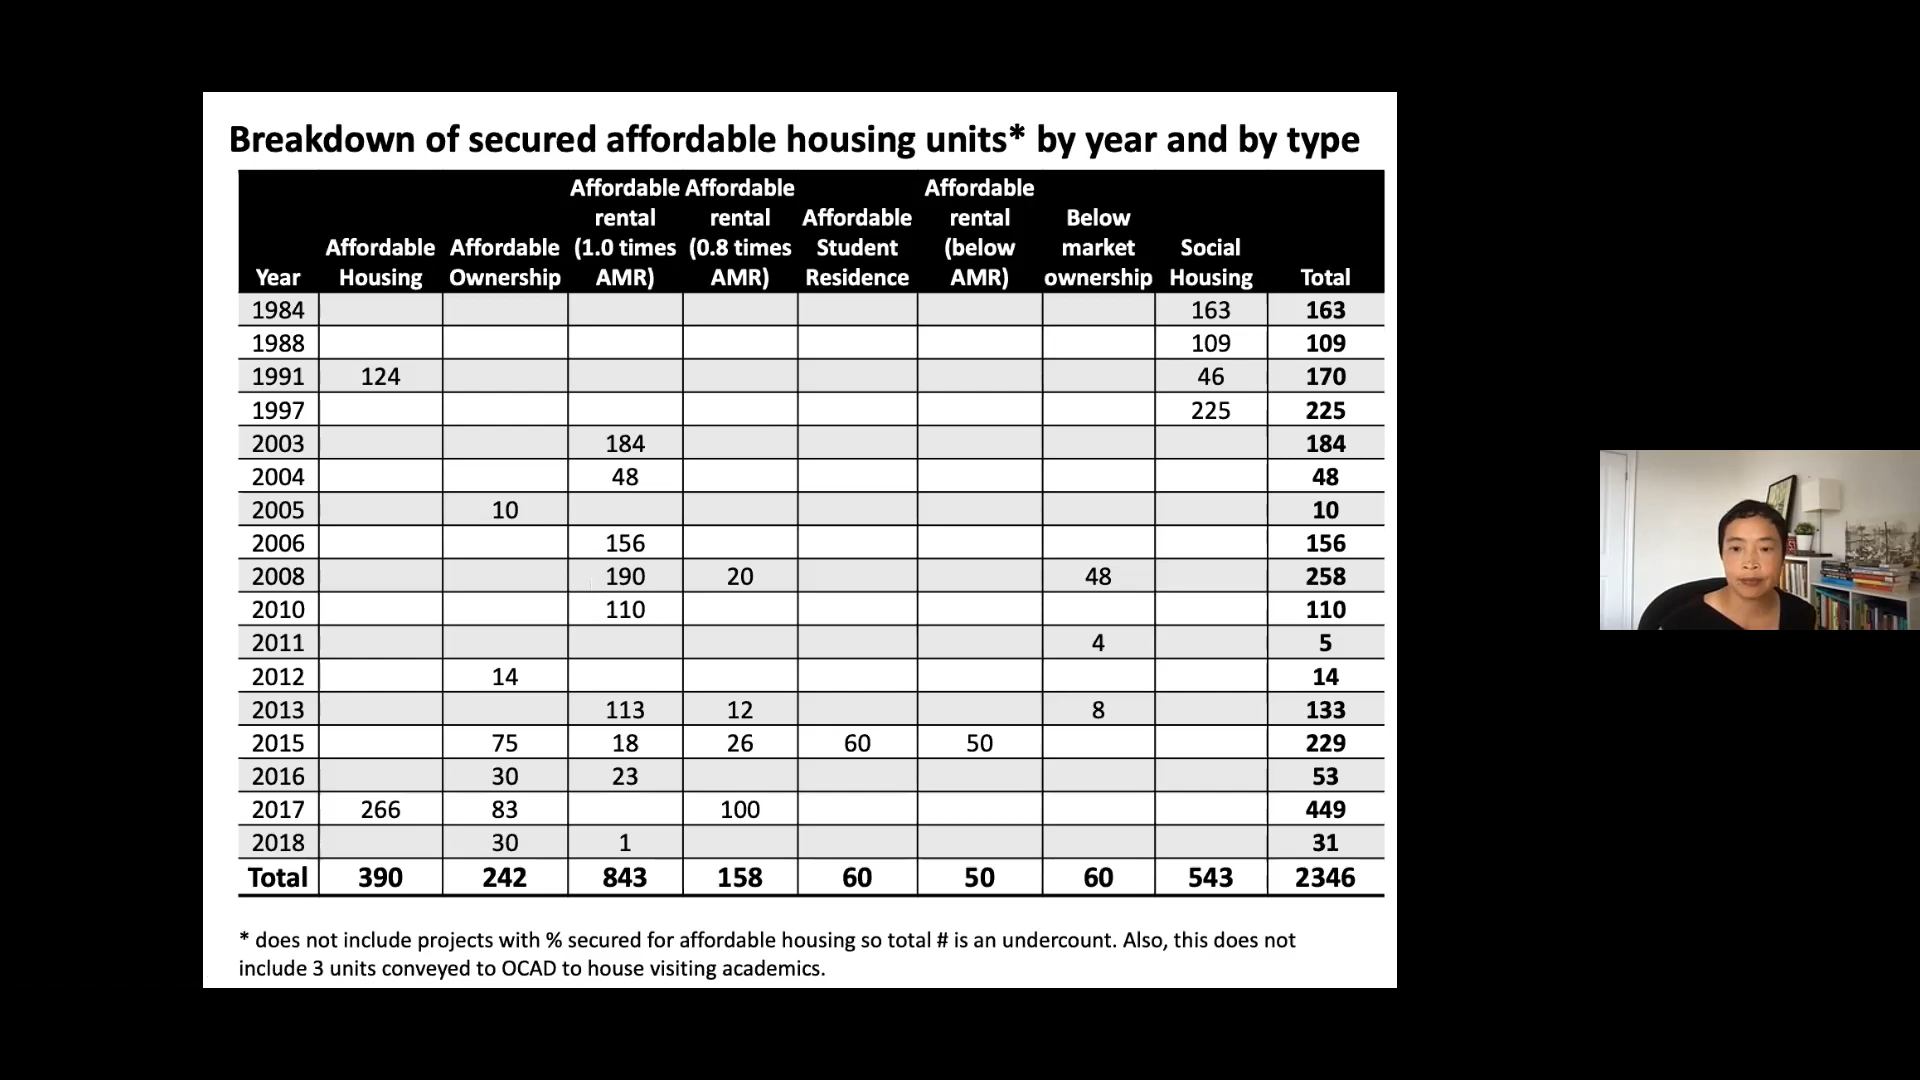 Breakdown of secured affordable housing units* by year and by type
Year Affordable Housing Affordable Ownership Affordable rental (1.0 times AMR) Affordable rental (0.8 times AMR) Affordable Student Residence Affordable rental (below AMR) Below market ownership Social Housing Total
1984 163 163
1988 109 109
1991 124 46 170
1997 225 225
2003 184 184
2004 48 48
2005 10 10
2006 156 156
2008 190 20 48 258
2010 110 110
2011 4 5
2012 14 14
2013 113 12 8 133
2015 75 18 26 60 50 229
2016 30 23 53
2017 266 83 100 449
2018 30 1 31
Total 390 242 843 158 60 50 60 543 2346
* does not include projects with % secured for affordable housing so total # is an undercount. Also, this does not
include 3 units conveyed to OCAD to house visiting academics.